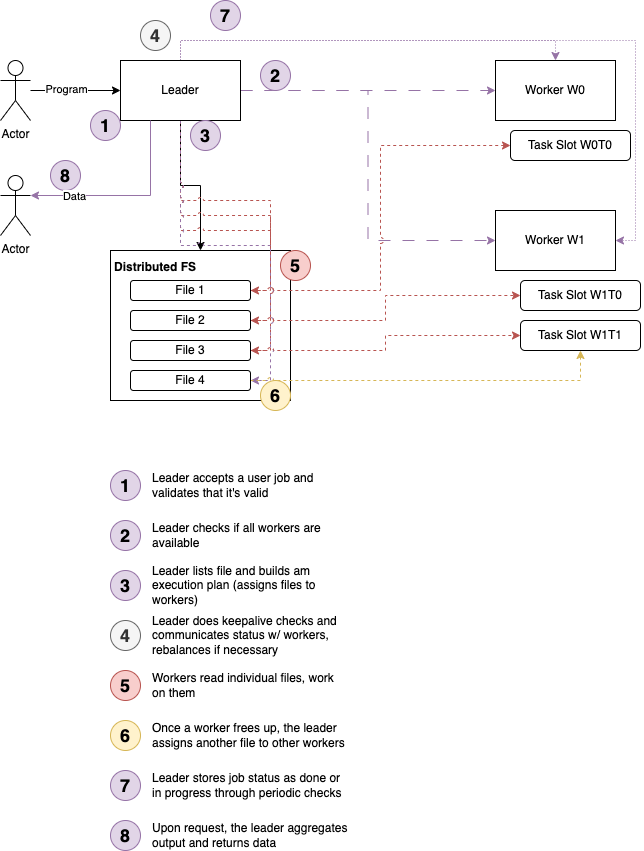 7
4
Program
Leader
2
Worker W0
Actor
1
3
Task Slot W0T0
8
Data
Actor
Worker W1
Distributed FS
5
File 1
Task Slot W1T0
File 2
Task Slot W1T1
File 3
File 4
6
1
Leader accepts a user job and
validates that it's valid
2
Leader checks if all workers are
available
3
Leader lists file and builds am
execution plan (assigns files to
workers)
4
Leader does keepalive checks and
communicates status w/ workers,
rebalances if necessary
5
Workers read individual files, work
on them
6
Once a worker frees up, the leader
assigns another file to other workers
7
Leader stores job status as done or
in progress through periodic checks
8
Upon request, the leader aggregates
output and returns data